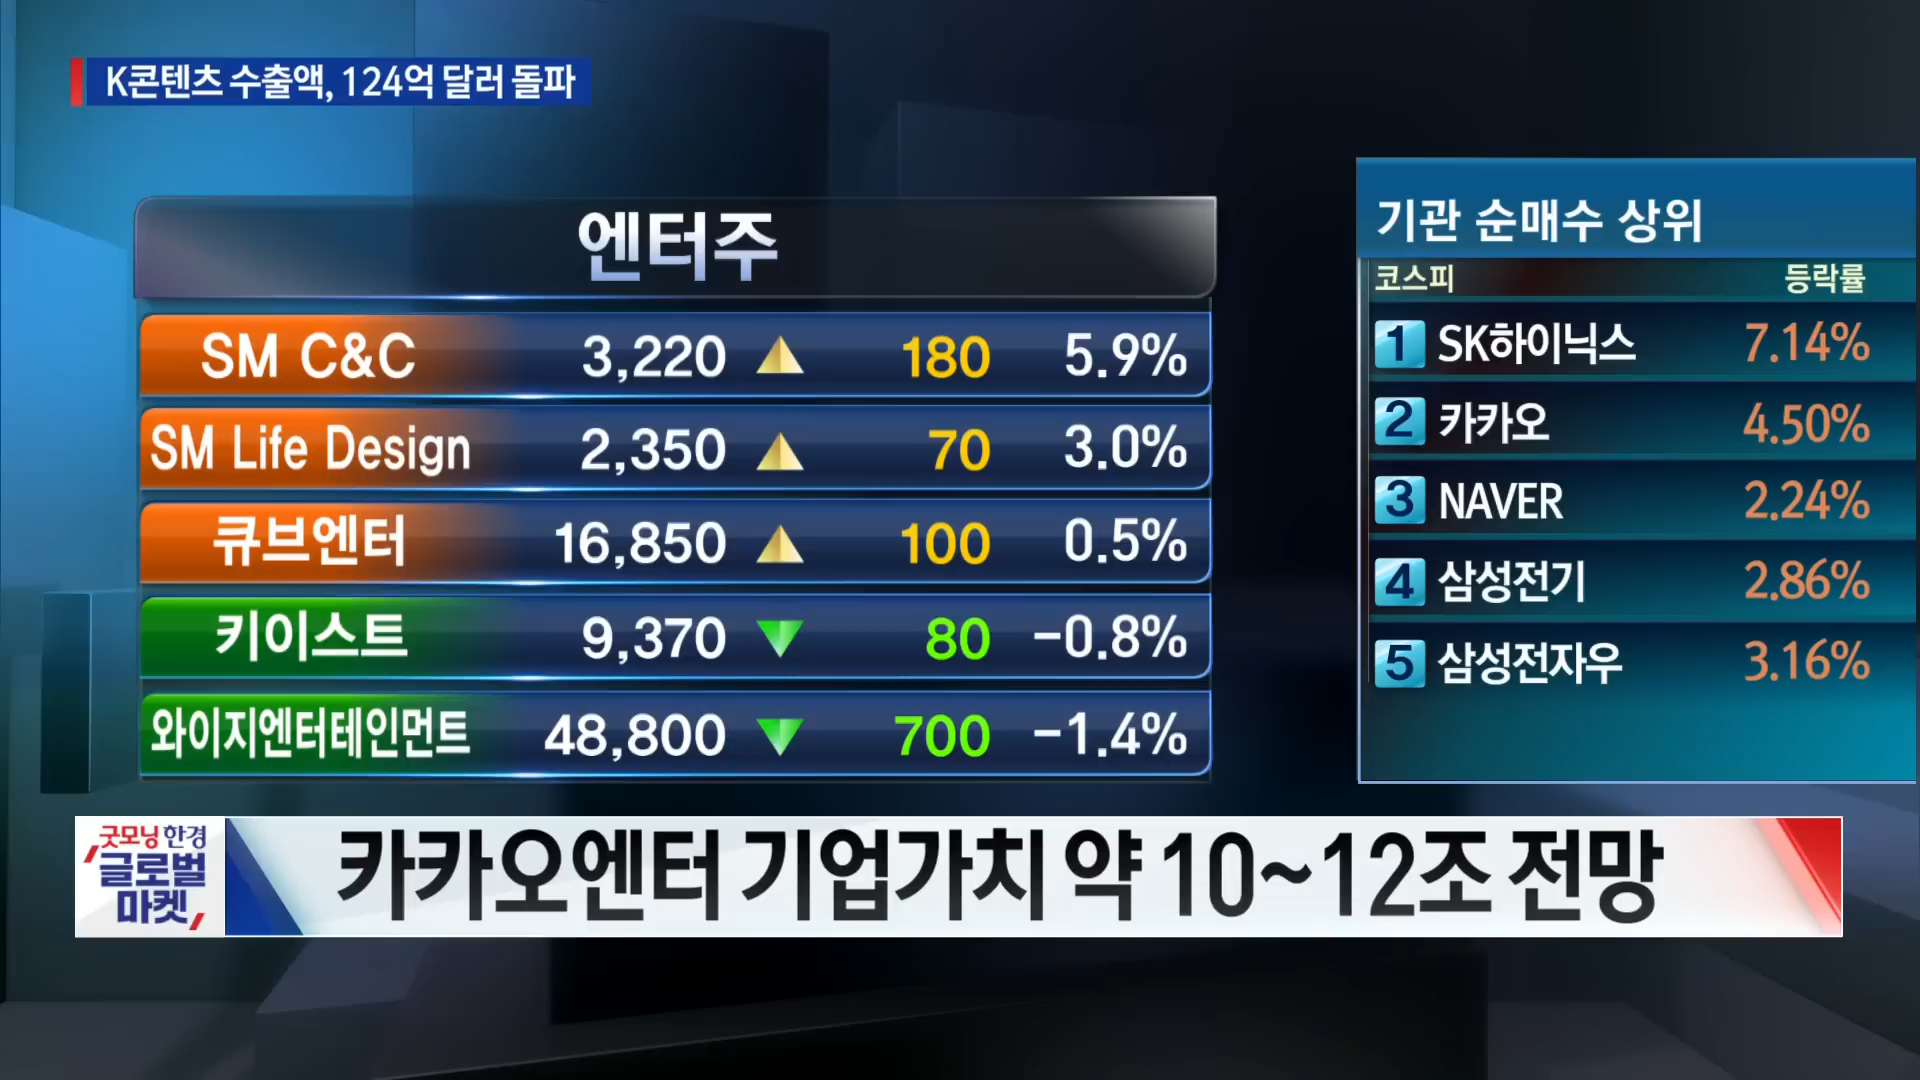 K콘텐츠 수출액, 124억 달러 돌파
엔터주
SM C&C 3,220 ▲ 180 5.9%
SM Life Design 2,350 ▲ 70 3.0%
큐브엔터 16,850 ▲ 100 0.5%
키이스트 9,370 ▼ 80 -0.8%
와이지엔터테인먼트 48,800 ▼ 700 -1.4%
기관 순매수 상위
코스피 등락률
1 SK하이닉스 7.14%
2 카카오 4.50%
3 NAVER 2.24%
4 삼성전기 2.86%
5 삼성전자우 3.16%
굿모닝 한경
글로벌
마켓
카카오엔터 기업가치 약 10~12조 전망